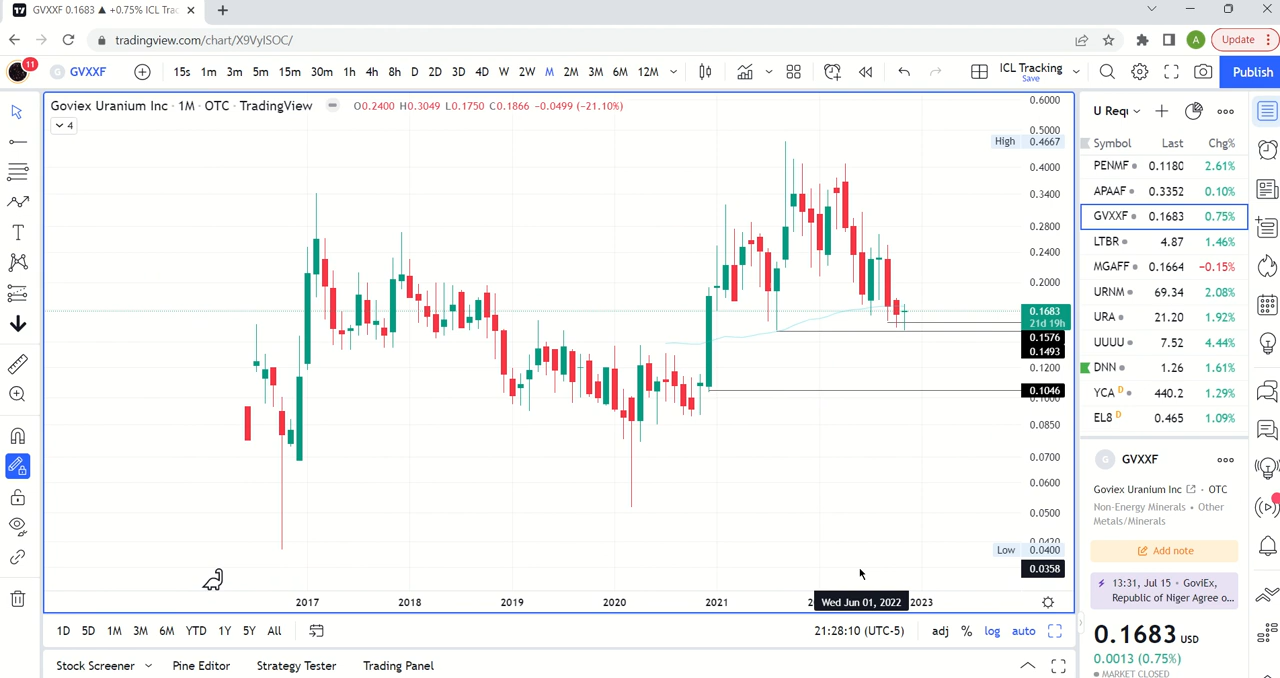 GVXXF 0.1683 ▲ +0.75% ICL Tra
tradingview.com/chart/X9VyISOC/
A
Update
11
GVXXF
15s 1m 3m 5m 15m 30m 1h 4h 8h D 2D 3D 4D W 2W M 2M 3M 6M 12M
ICL Tracking
Save
Publish
Goviex Uranium Inc · 1M · OTC · TradingView
O0.2400 H0.3049 L0.1750 C0.1866 -0.0499 (-21.10%)
4
0.6000
0.5000
High 0.4667
0.4000
0.3400
0.2800
0.2400
0.2000
0.1683
21d 19h
0.1576
0.1493
0.1200
0.1046
0.1000
0.0850
0.0700
0.0600
0.0500
0.0420
Low 0.0400
0.0358
2017 2018 2019 2020 2021 Wed Jun 01, 2022 2023
1D 5D 1M 3M 6M YTD 1Y 5Y All
21:28:10 (UTC-5)
adj % log auto
Stock Screener Pine Editor Strategy Tester Trading Panel
U Requ
Symbol Last Chg%
PENMF 0.1180 2.61%
APAAF 0.3352 0.10%
GVXXF 0.1683 0.75%
LTBR 4.87 1.46%
MGAFF 0.1664 −0.15%
URNM 69.34 2.08%
URA 21.20 1.92%
UUUU 7.52 4.44%
DNN 1.26 1.61%
YCA D 440.2 1.29%
EL8 D 0.465 1.09%
G GVXXF
Goviex Uranium Inc · OTC
Non-Energy Minerals • Other
Metals/Minerals
Add note
13:31, Jul 15 • GoviEx,
Republic of Niger Agree o...
0.1683 USD
0.0013 (0.75%)
MARKET CLOSED